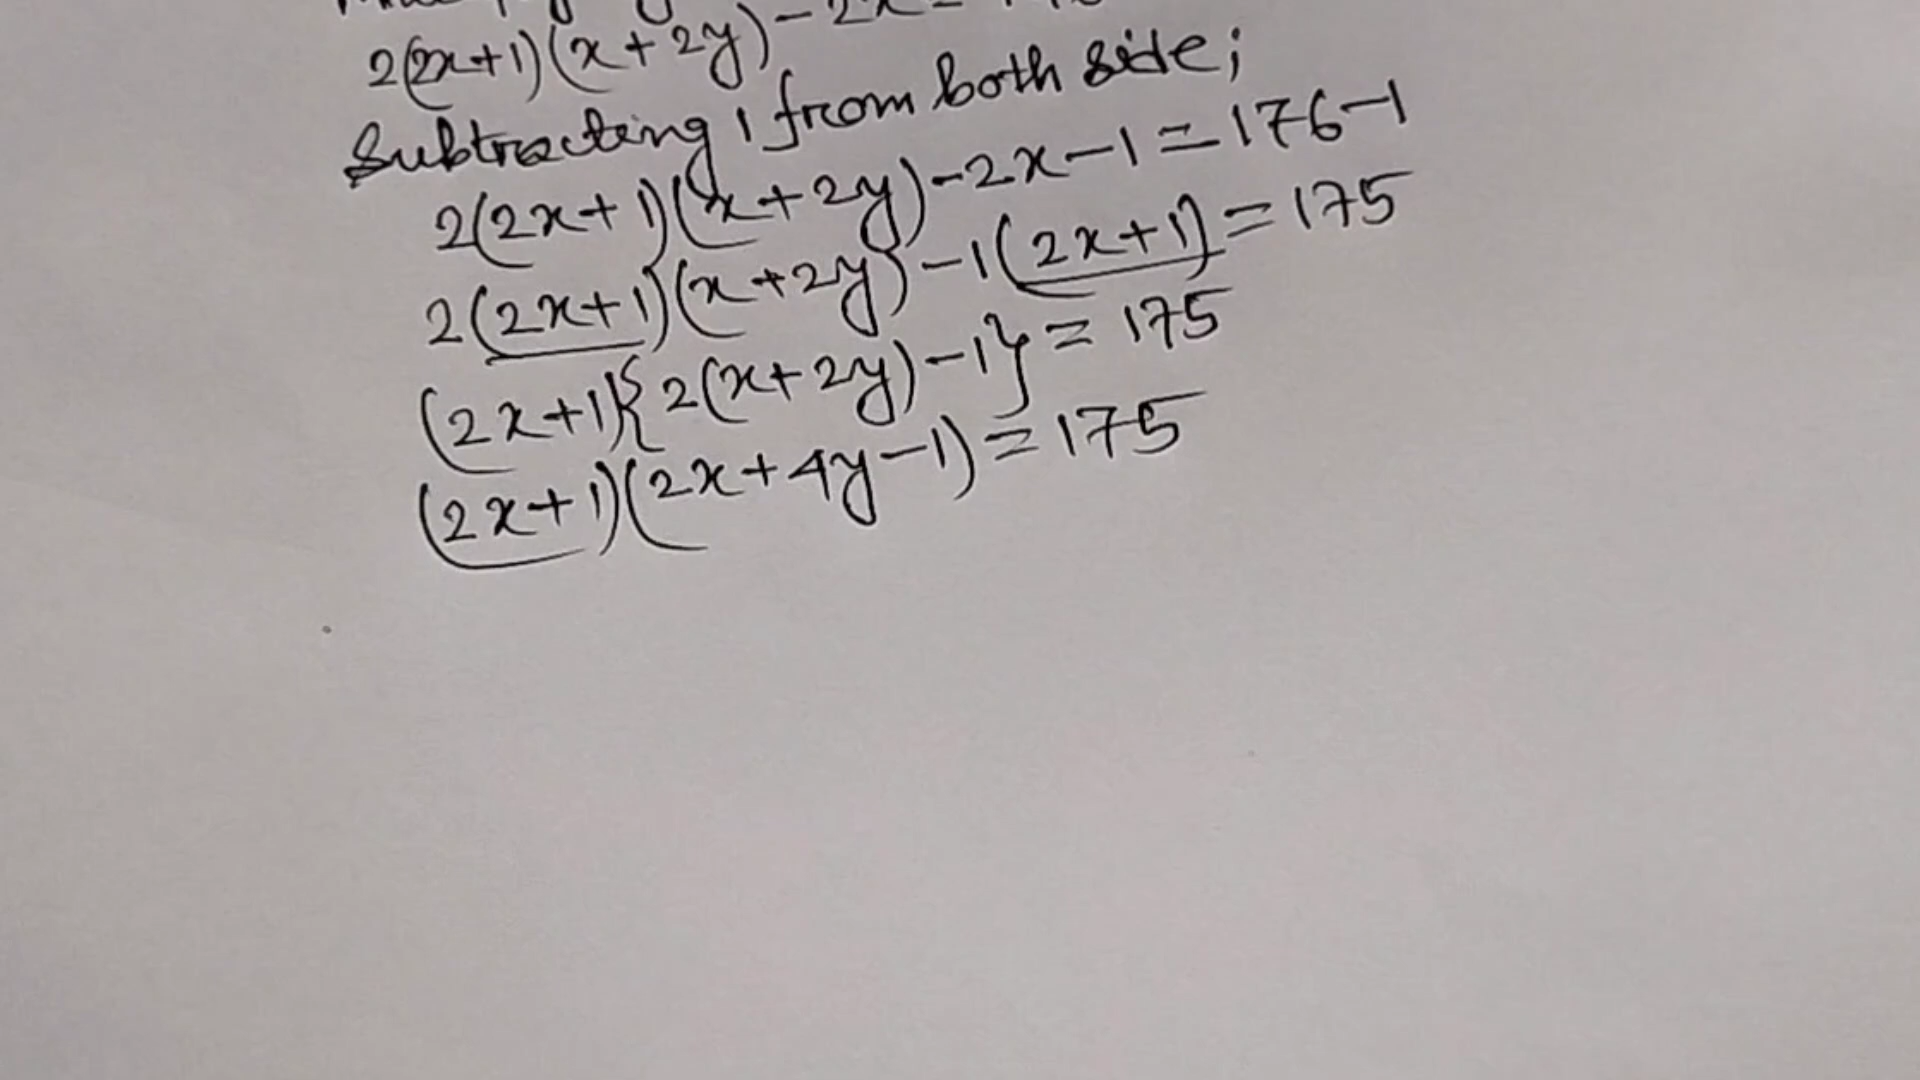 2(2x+1)(x+2y)-2x=
Subtracting 1 from both side;
2(2x+1)(x+2y)-2x-1=176-1
2(2x+1)(x+2y)-1(2x+1)=175
(2x+1){2(x+2y)-1}=175
(2x+1)(2x+4y-1)=175